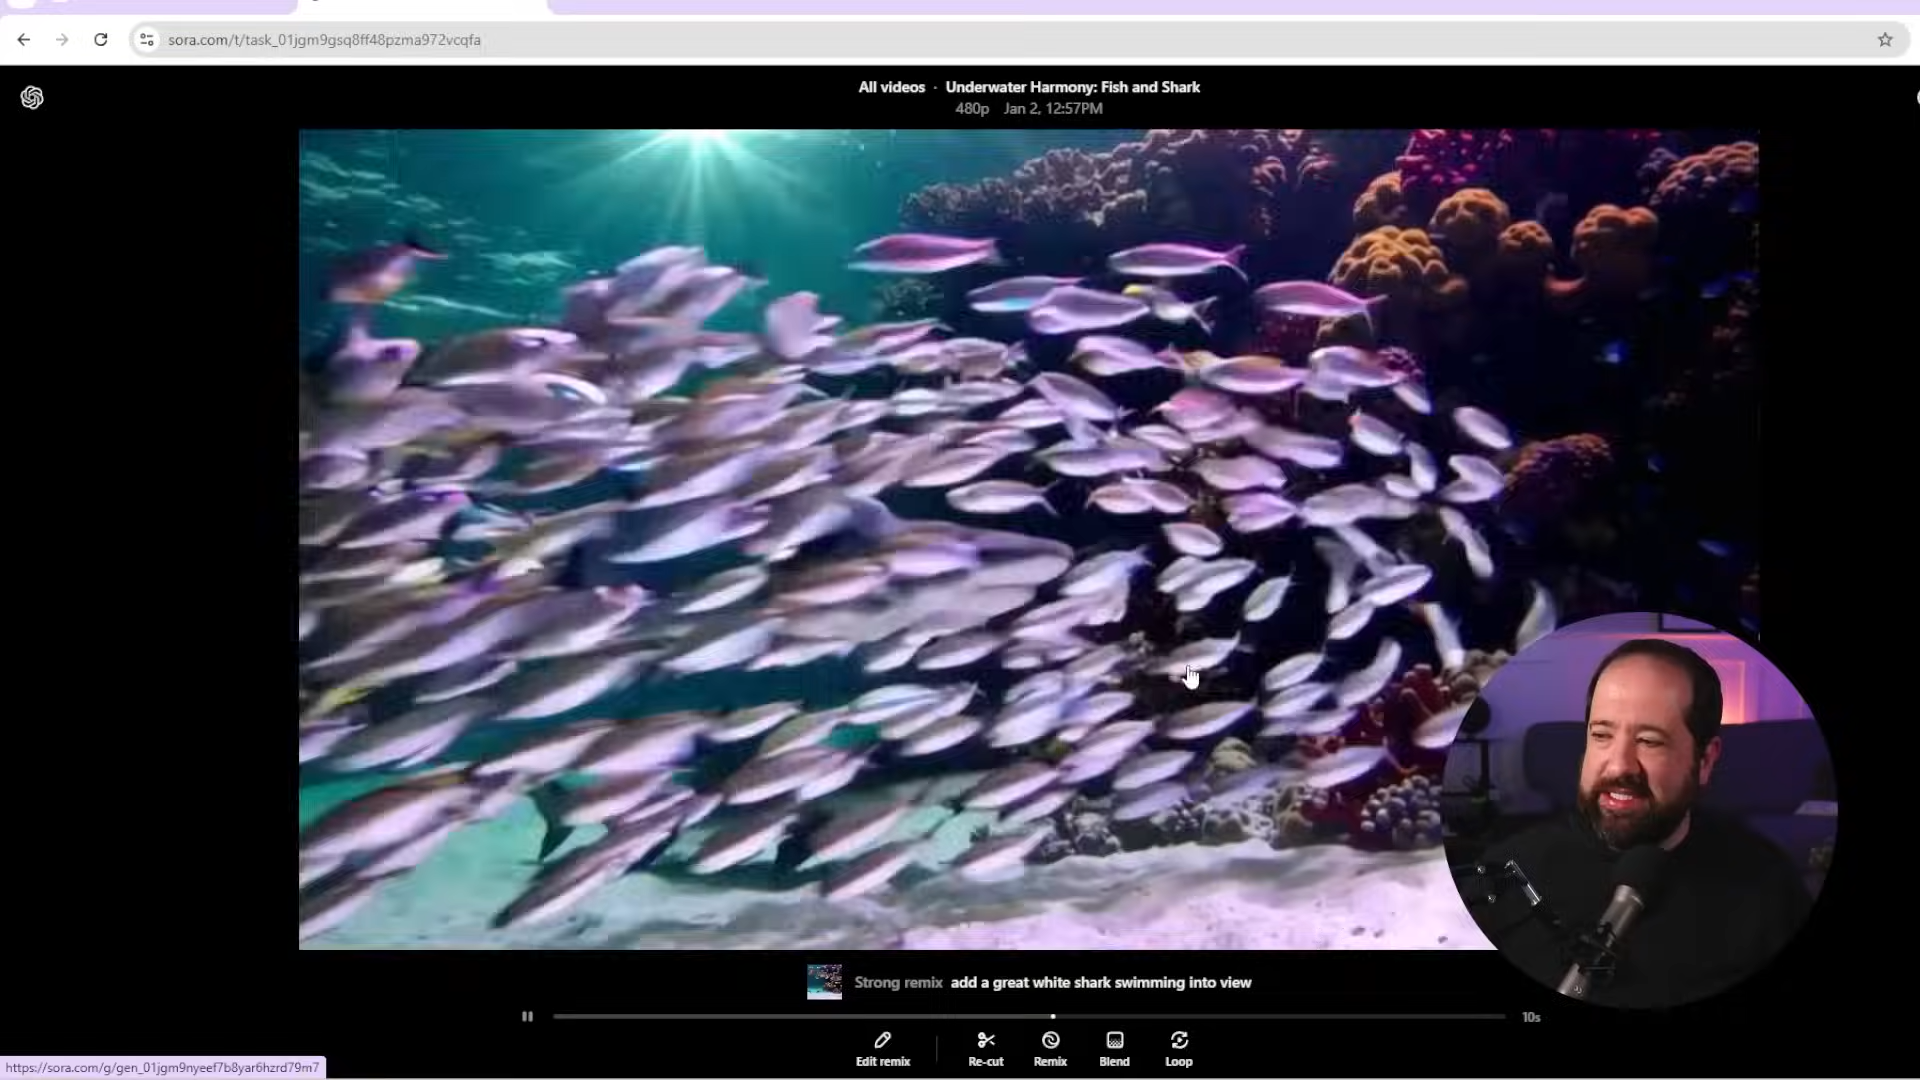 sora.com/t/task_01jgm9gsq8ff48pzma972vcqfa
All videos · Underwater Harmony: Fish and Shark
480p Jan 2, 12:57PM
Strong remix add a great white shark swimming into view
10s
Edit remix Re-cut Remix Blend Loop
https://sora.com/g/gen_01jgm9nyeef7b8yar6hzrd79m7